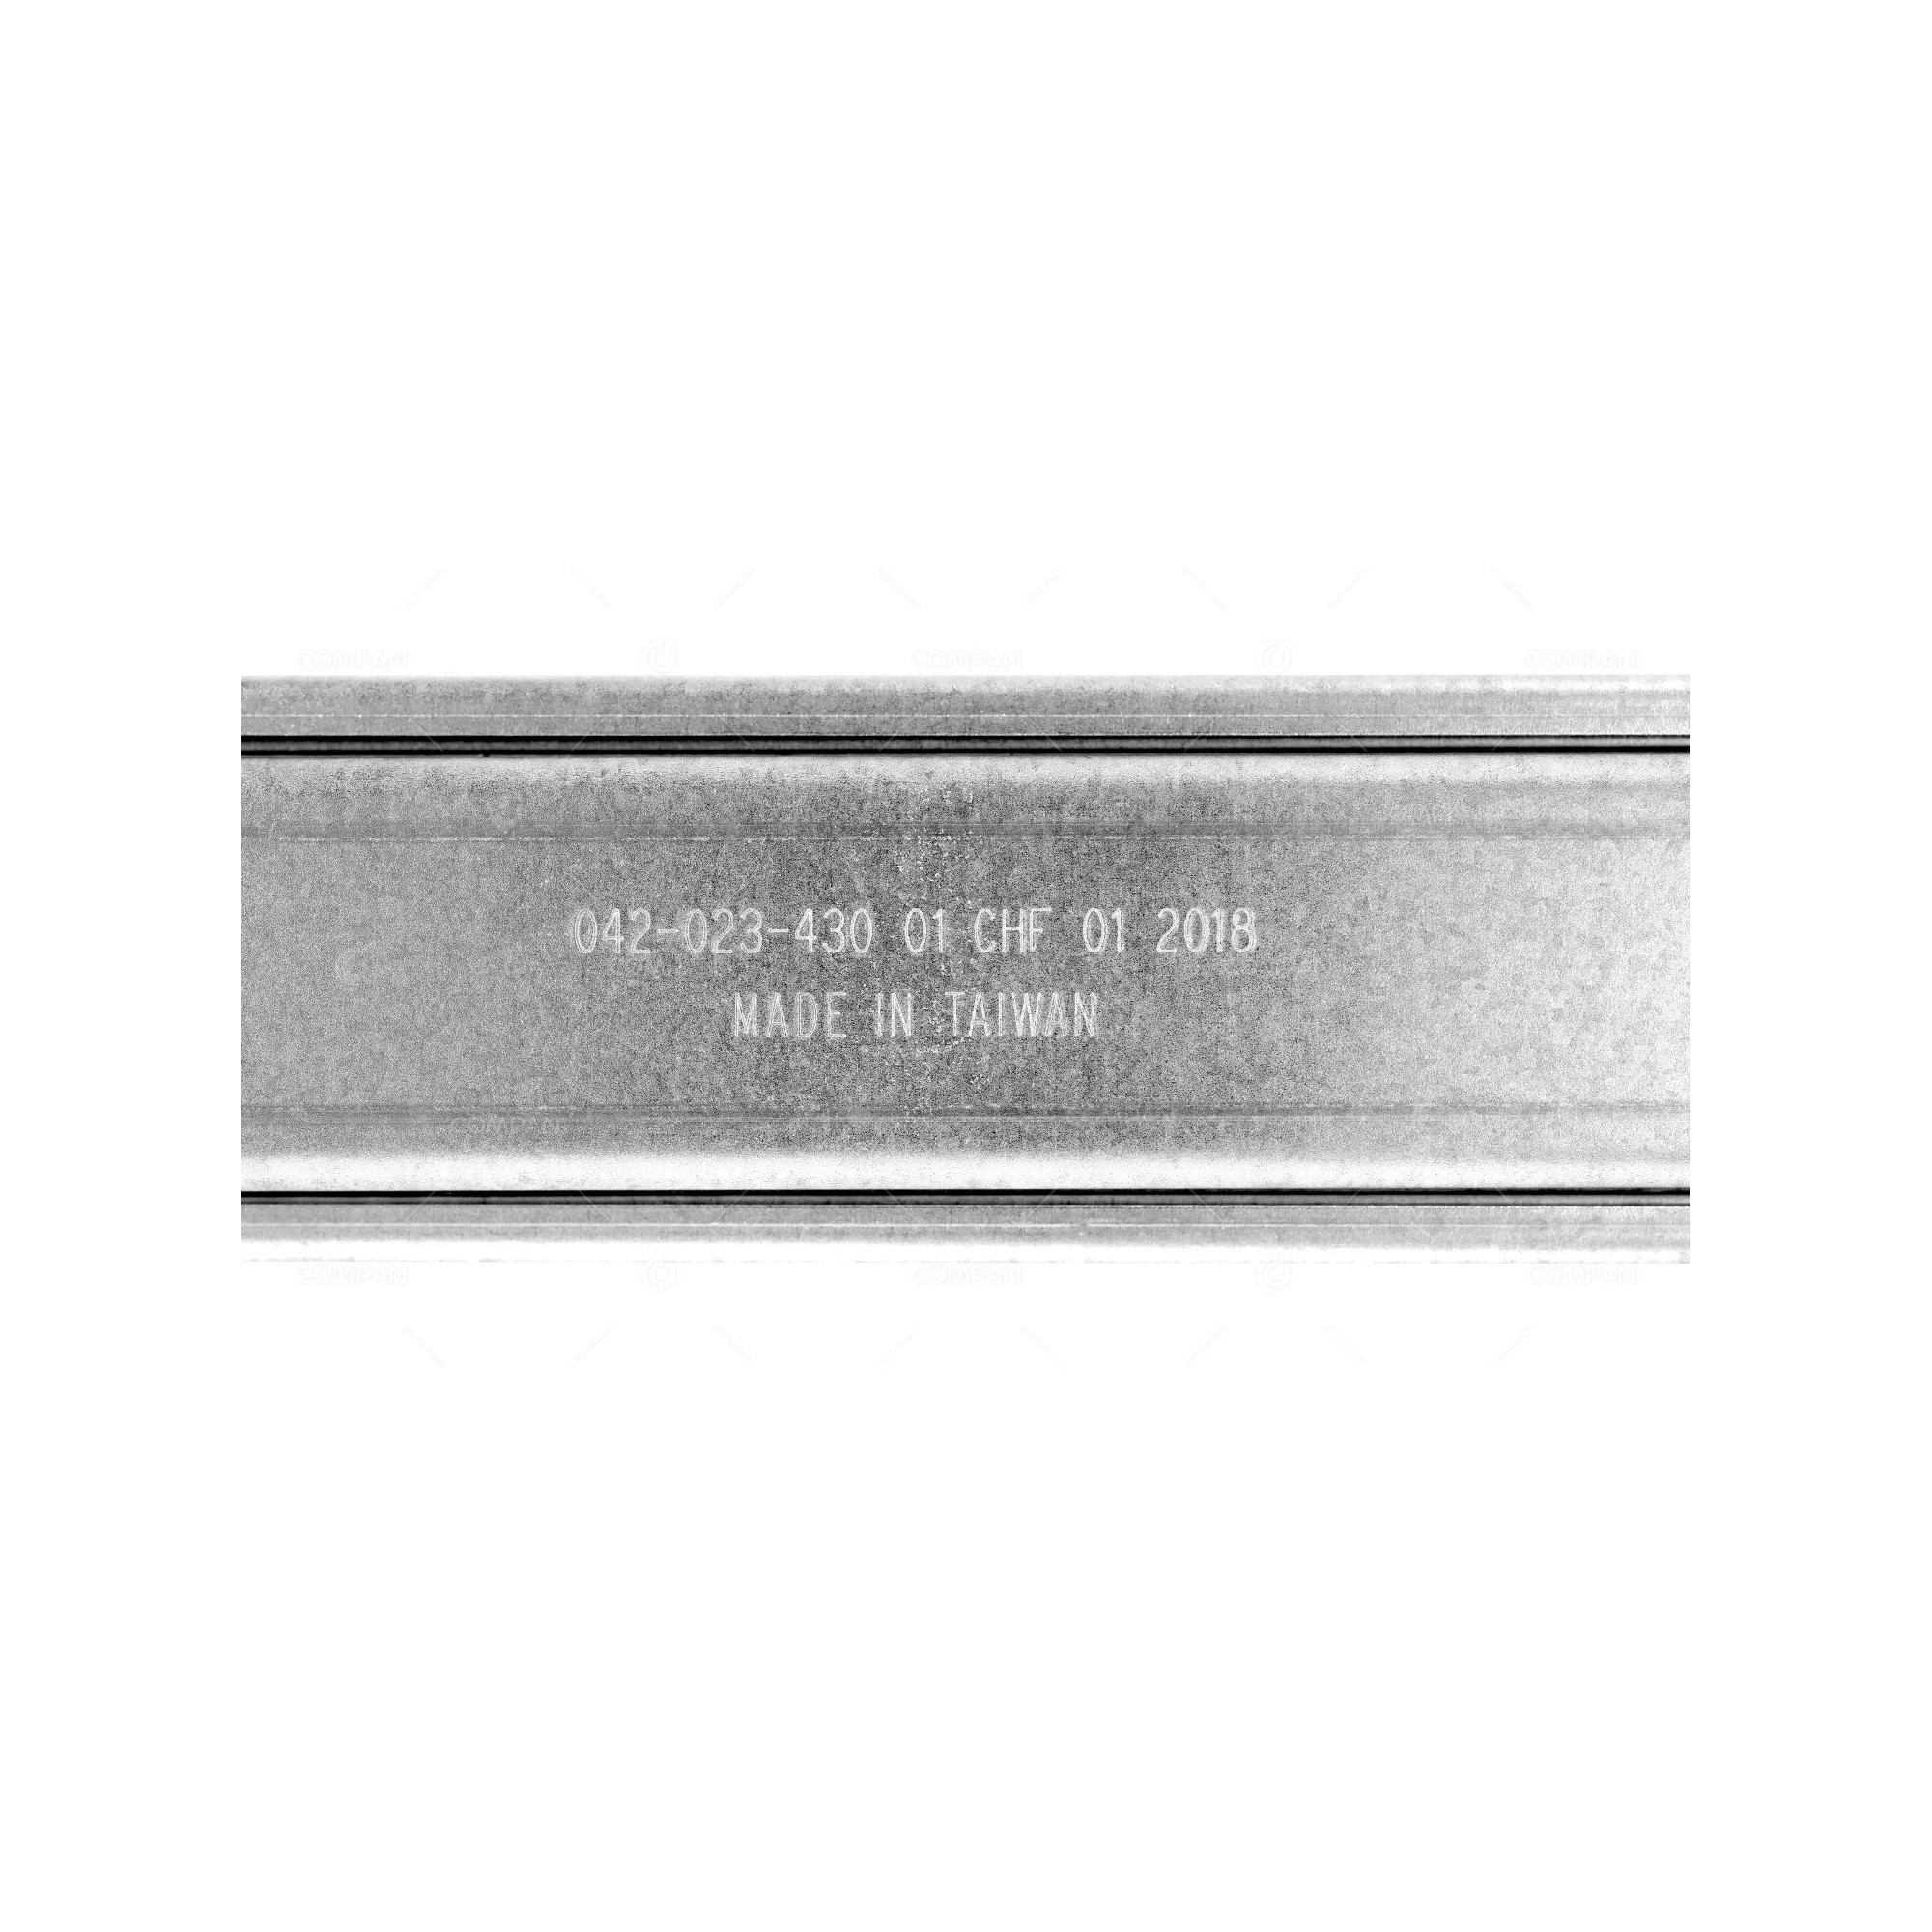 042-023-430 01 CHF 01 2018
MADE IN TAIWAN